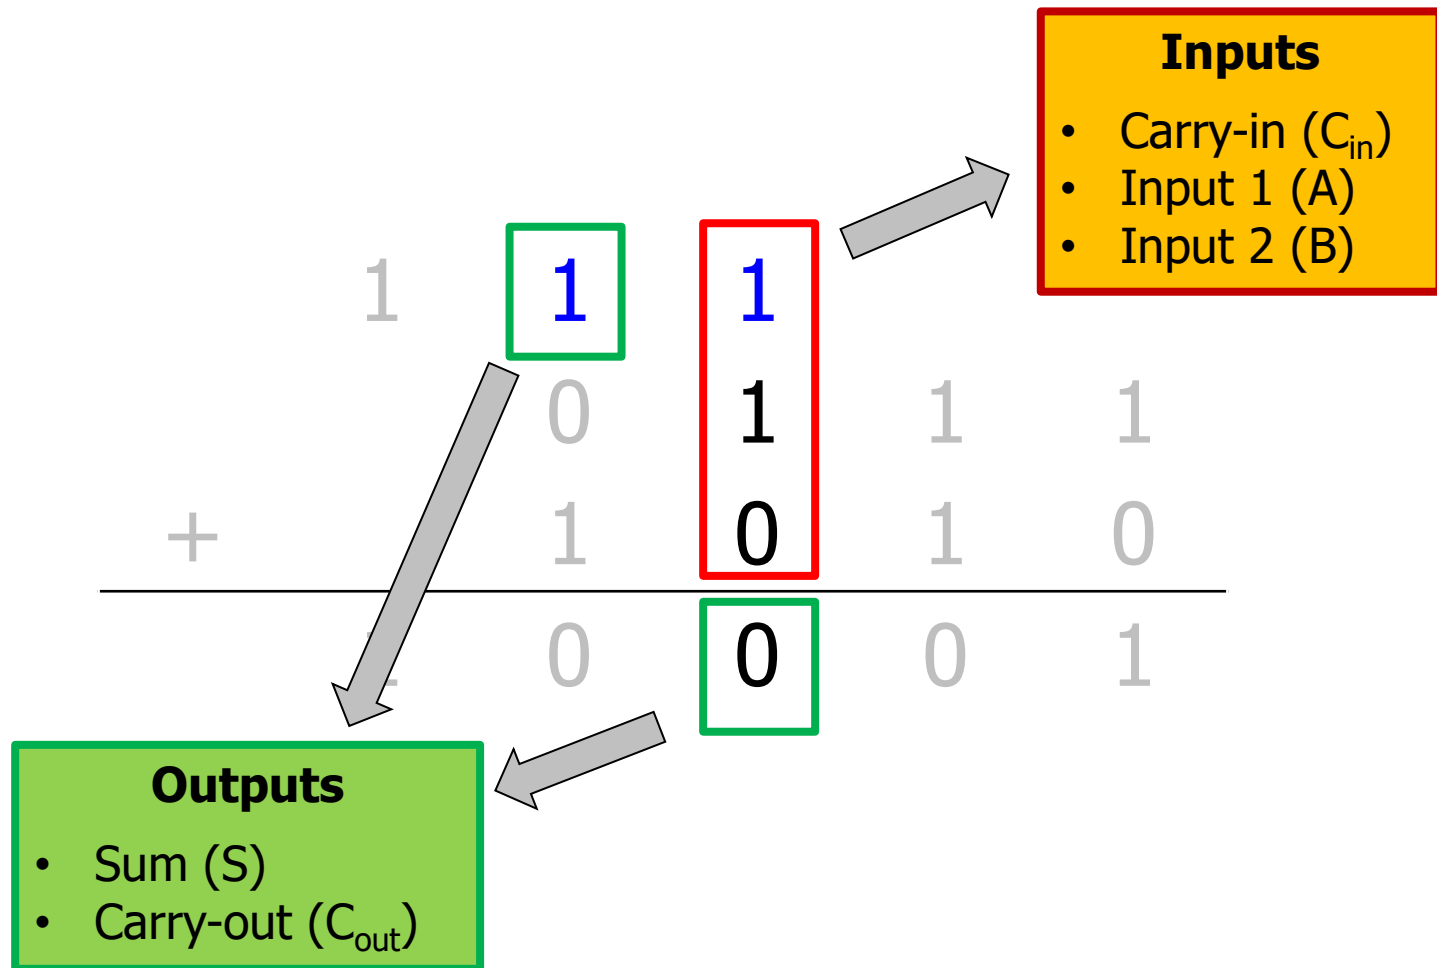 Inputs
• Carry-in (Cin)
• Input 1 (A)
• Input 2 (B)
1 1 1
0 1 1 1
+ 1 0 1 0
0 0 0 1
Outputs
• Sum (S)
• Carry-out (Cout)